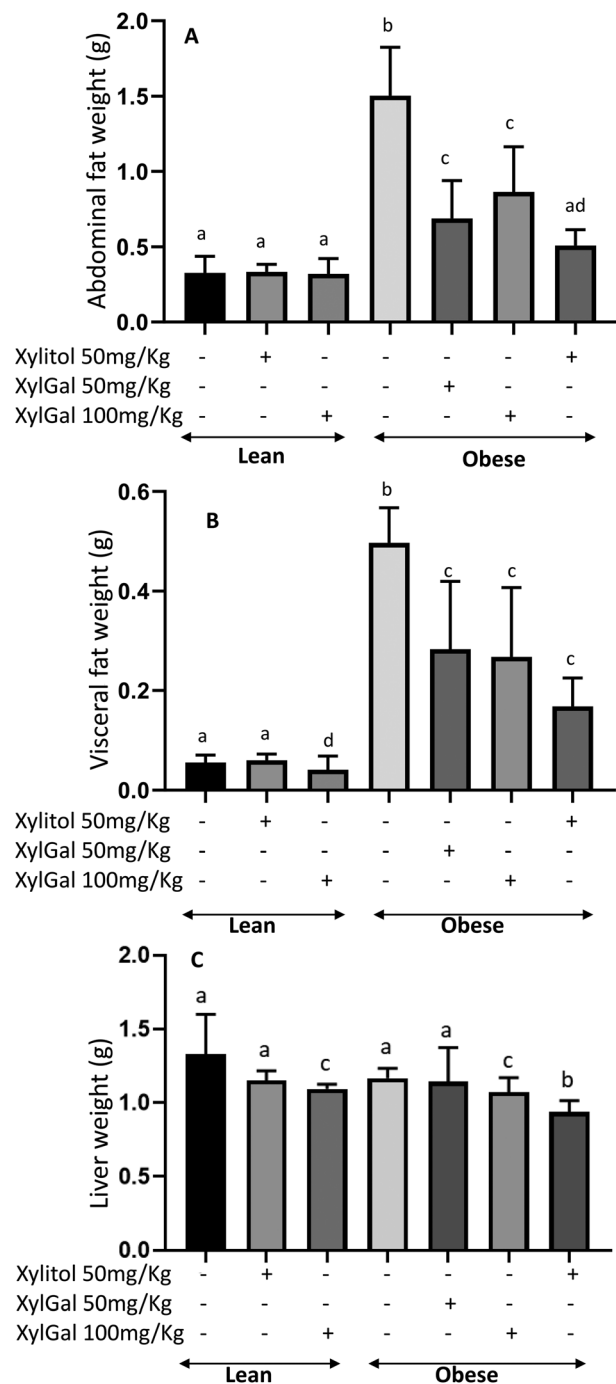 A
Abdominal fat weight (g)
2.0
1.5
1.0
0.5
0.0
a a a b c c ad
Xylitol 50mg/Kg - + - - - - +
XylGal 50mg/Kg - - - - + - -
XylGal 100mg/Kg - - + - - + -
Lean Obese
B
Visceral fat weight (g)
0.6
0.4
0.2
0.0
a a d b c c c
Xylitol 50mg/Kg - + - - - - +
XylGal 50mg/Kg - - - - + - -
XylGal 100mg/Kg - - + - - + -
Lean Obese
C
Liver weight (g)
2.0
1.5
1.0
0.5
0.0
a a c a a c b
Xylitol 50mg/Kg - + - - - - +
XylGal 50mg/Kg - - - - + - -
XylGal 100mg/Kg - - + - - + -
Lean Obese